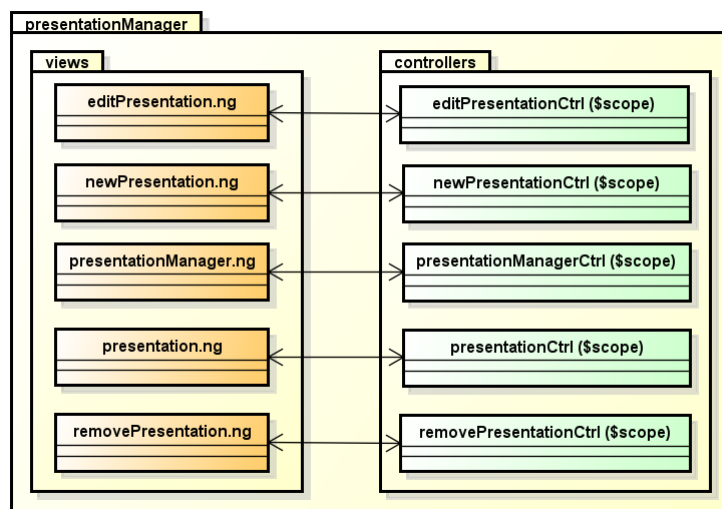 presentationManager
views
controllers
editPresentation.ng
editPresentationCtrl ($scope)
newPresentation.ng
newPresentationCtrl ($scope)
presentationManager.ng
presentationManagerCtrl ($scope)
presentation.ng
presentationCtrl ($scope)
removePresentation.ng
removePresentationCtrl ($scope)